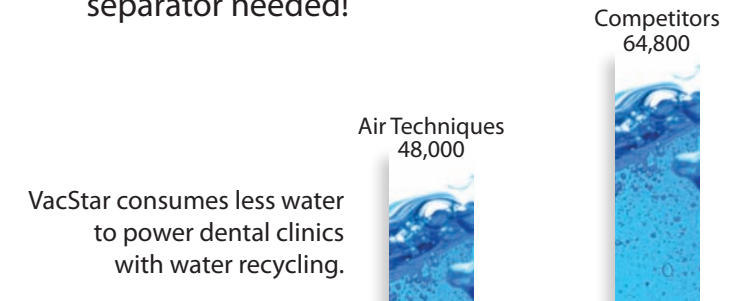 separator needed!
Competitors
64,800
Air Techniques
48,000
VacStar consumes less water
to power dental clinics
with water recycling.